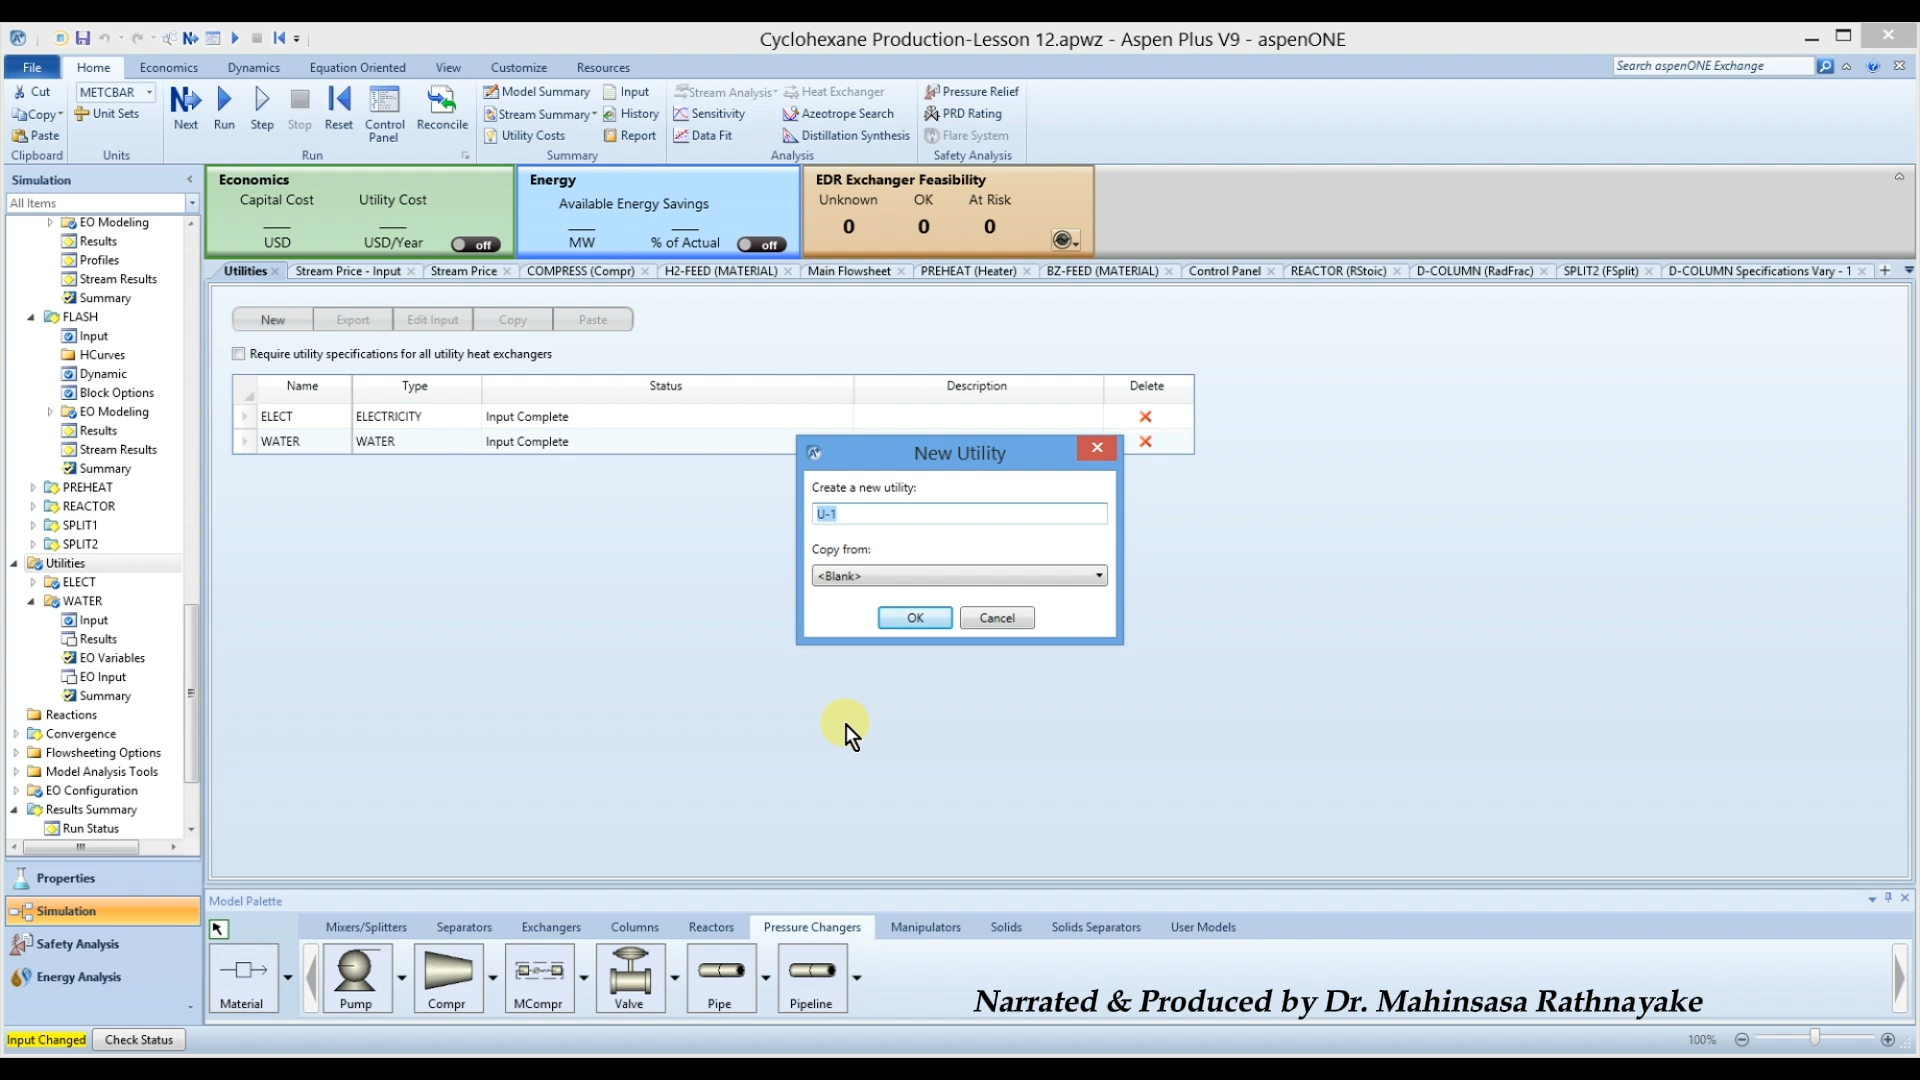 Cyclohexane Production-Lesson 12.apwz - Aspen Plus V9 - aspenONE
File Home Economics Dynamics Equation Oriented View Customize Resources Search aspenONE Exchange
Cut METCBAR Model Summary Input Stream Analysis Heat Exchanger Pressure Relief
Copy Unit Sets Stream Summary History Sensitivity Azeotrope Search PRD Rating
Next Run Step Stop Reset Control Panel Reconcile
Paste Utility Costs Report Data Fit Distillation Synthesis Flare System
Clipboard Units Run Summary Analysis Safety Analysis
Simulation
All Items
EO Modeling
Results
Profiles
Stream Results
Summary
FLASH
Input
HCurves
Dynamic
Block Options
EO Modeling
Results
Stream Results
Summary
PREHEAT
REACTOR
SPLIT1
SPLIT2
Utilities
ELECT
WATER
Input
Results
EO Variables
EO Input
Summary
Reactions
Convergence
Flowsheeting Options
Model Analysis Tools
EO Configuration
Results Summary
Run Status
Properties
Simulation
Safety Analysis
Energy Analysis
Economics
Capital Cost Utility Cost
USD USD/Year off
Energy
Available Energy Savings
MW % of Actual off
EDR Exchanger Feasibility
Unknown OK At Risk
0 0 0
Utilities Stream Price - Input Stream Price COMPRESS (Compr) H2-FEED (MATERIAL) Main Flowsheet PREHEAT (Heater) BZ-FEED (MATERIAL) Control Panel REACTOR (RStoic) D-COLUMN (RadFrac) SPLIT2 (FSplit) D-COLUMN Specifications Vary - 1
New Export Edit Input Copy Paste
Require utility specifications for all utility heat exchangers
Name Type Status Description Delete
ELECT ELECTRICITY Input Complete
WATER WATER Input Complete
New Utility
Create a new utility:
U-1
Copy from:
<Blank>
OK Cancel
Model Palette
Mixers/Splitters Separators Exchangers Columns Reactors Pressure Changers Manipulators Solids Solids Separators User Models
Material Pump Compr MCompr Valve Pipe Pipeline
Narrated & Produced by Dr. Mahinsasa Rathnayake
Input Changed Check Status 100%